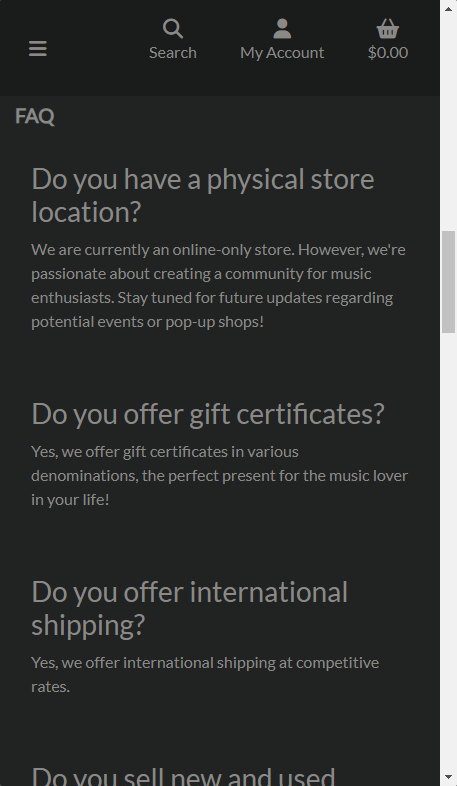 Search
My Account
$0.00
FAQ
Do you have a physical store
location?
We are currently an online-only store. However, we're
passionate about creating a community for music
enthusiasts. Stay tuned for future updates regarding
potential events or pop-up shops!
Do you offer gift certificates?
Yes, we offer gift certificates in various
denominations, the perfect present for the music lover
in your life!
Do you offer international
shipping?
Yes, we offer international shipping at competitive
rates.
Do you sell new and used